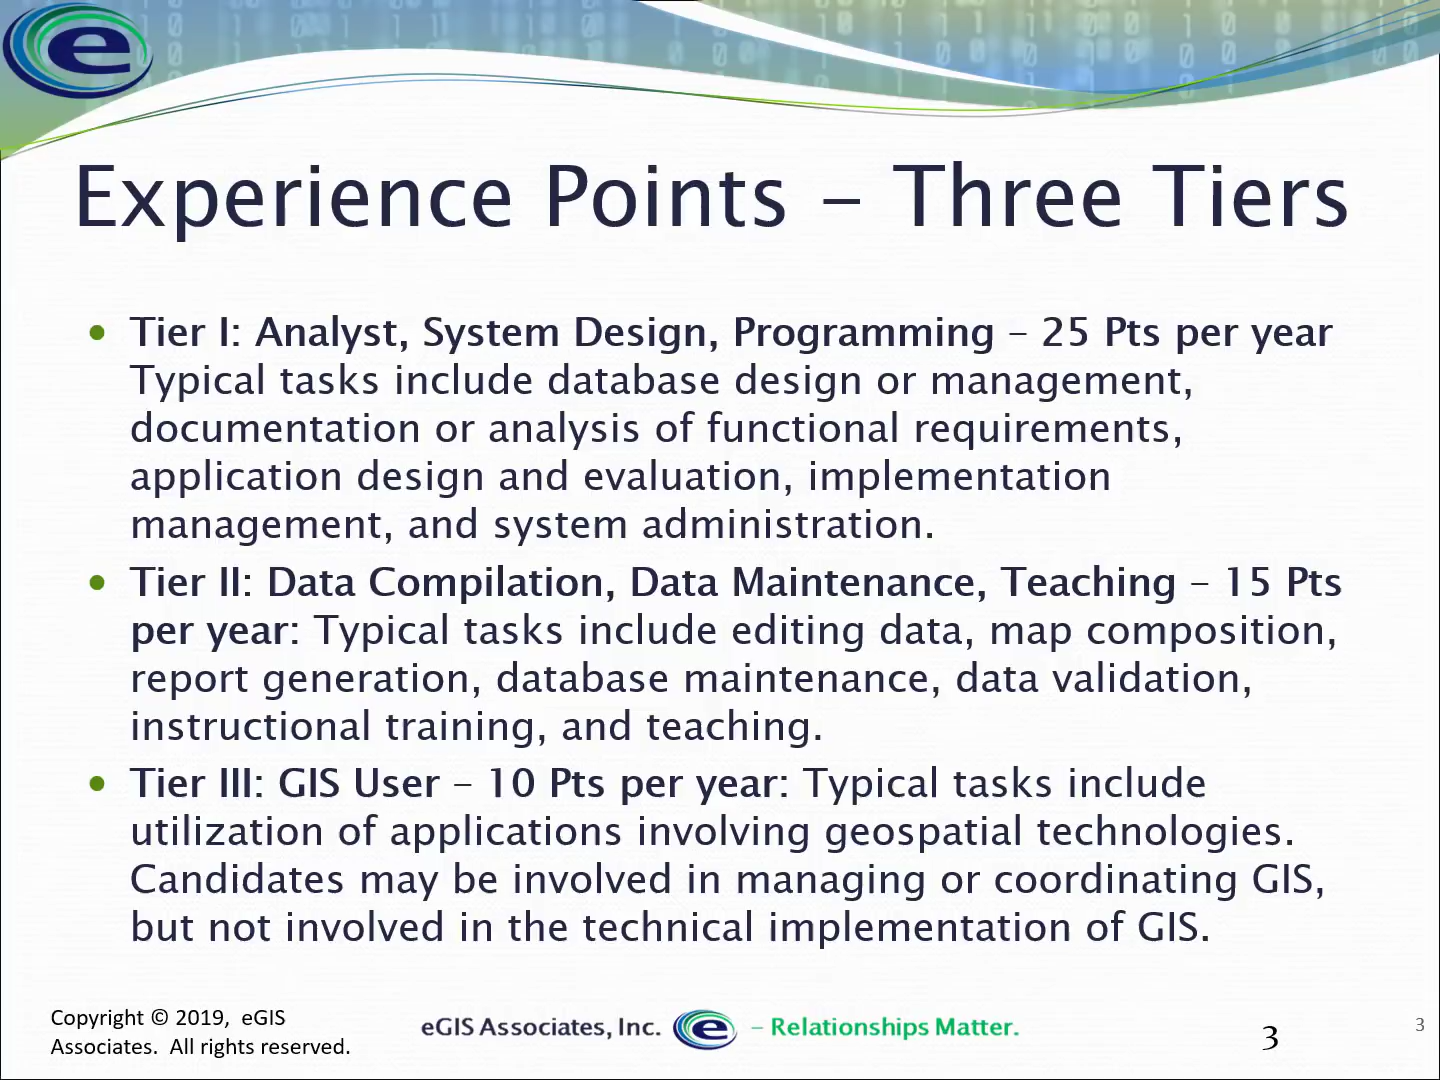 e
Experience Points – Three Tiers
• Tier I: Analyst, System Design, Programming – 25 Pts per year
Typical tasks include database design or management,
documentation or analysis of functional requirements,
application design and evaluation, implementation
management, and system administration.
• Tier II: Data Compilation, Data Maintenance, Teaching – 15 Pts
per year: Typical tasks include editing data, map composition,
report generation, database maintenance, data validation,
instructional training, and teaching.
• Tier III: GIS User – 10 Pts per year: Typical tasks include
utilization of applications involving geospatial technologies.
Candidates may be involved in managing or coordinating GIS,
but not involved in the technical implementation of GIS.
Copyright © 2019, eGIS
Associates. All rights reserved.
eGIS Associates, Inc. e – Relationships Matter.
3
3